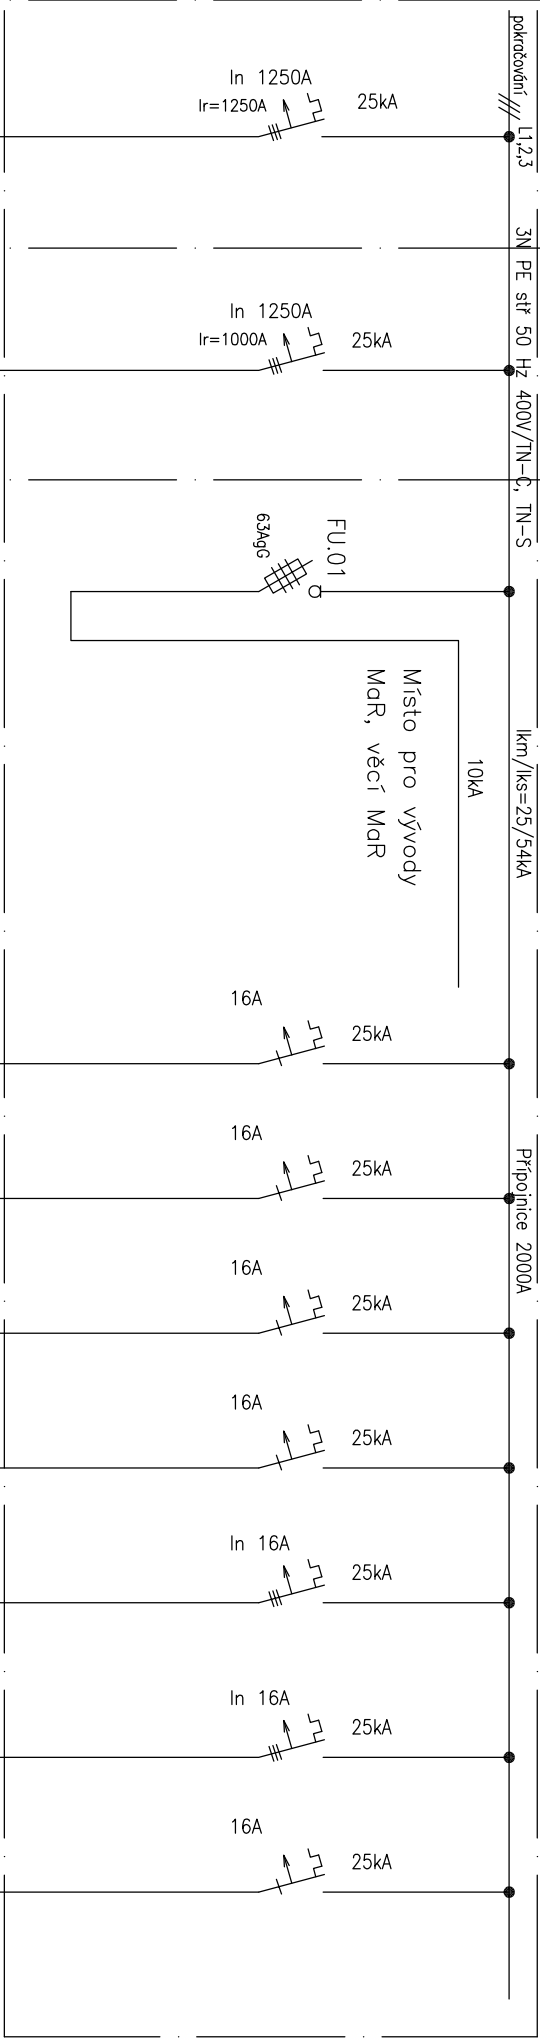 pokračování
L1,2,3
3N PE stř 50 Hz 400V/TN-C, TN-S
Ikm/Iks=25/54kA
Přípojnice 2000A
In 1250A
Ir=1250A
25kA
In 1250A
Ir=1000A
25kA
FU.01
63AgG
10kA
Místo pro vývody
MaR, věcí MaR
16A
25kA
16A
25kA
16A
25kA
16A
25kA
In 16A
25kA
In 16A
25kA
16A
25kA